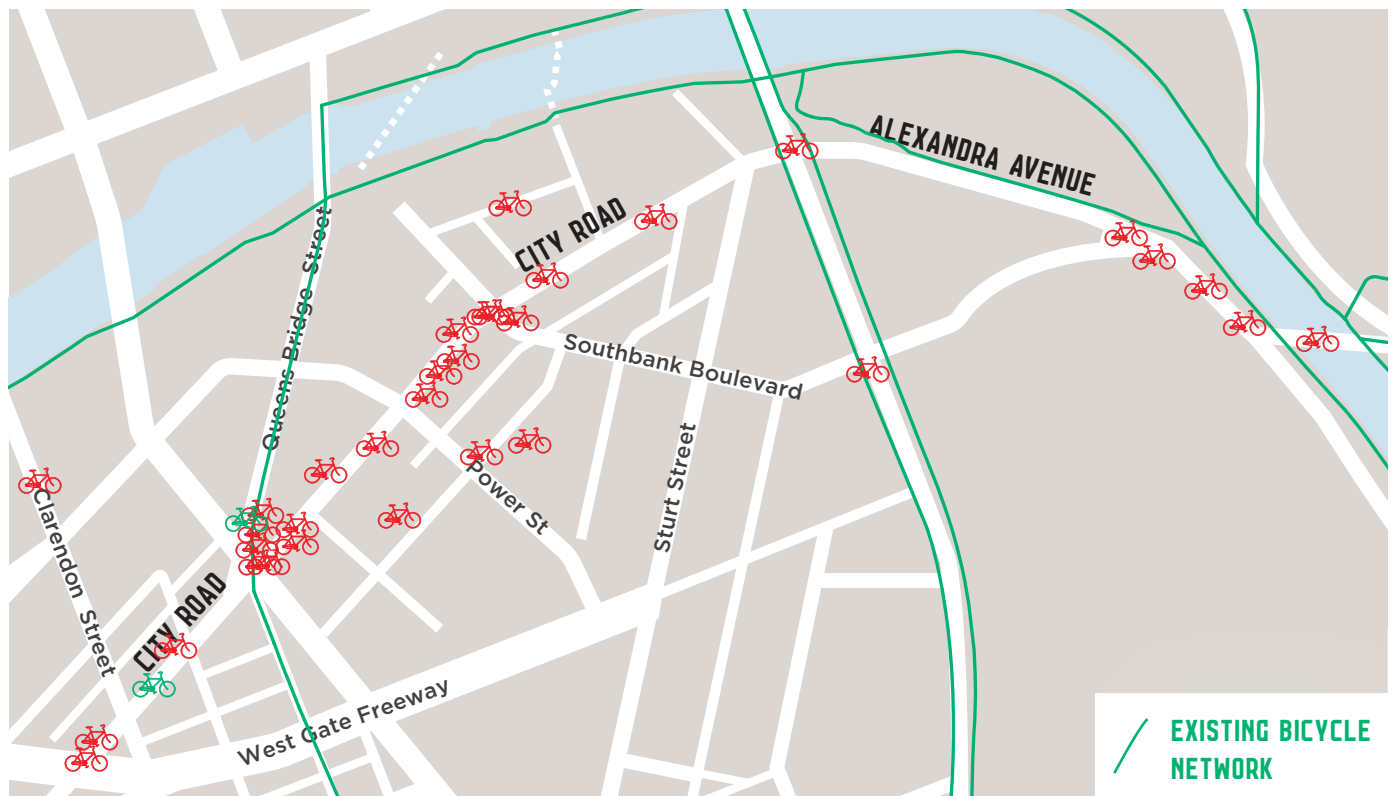 ALEXANDRA AVENUE
CITY ROAD
Queens Bridge Street
Southbank Boulevard
Sturt Street
Power St
Clarendon Street
CITY ROAD
West Gate Freeway
EXISTING BICYCLE
NETWORK